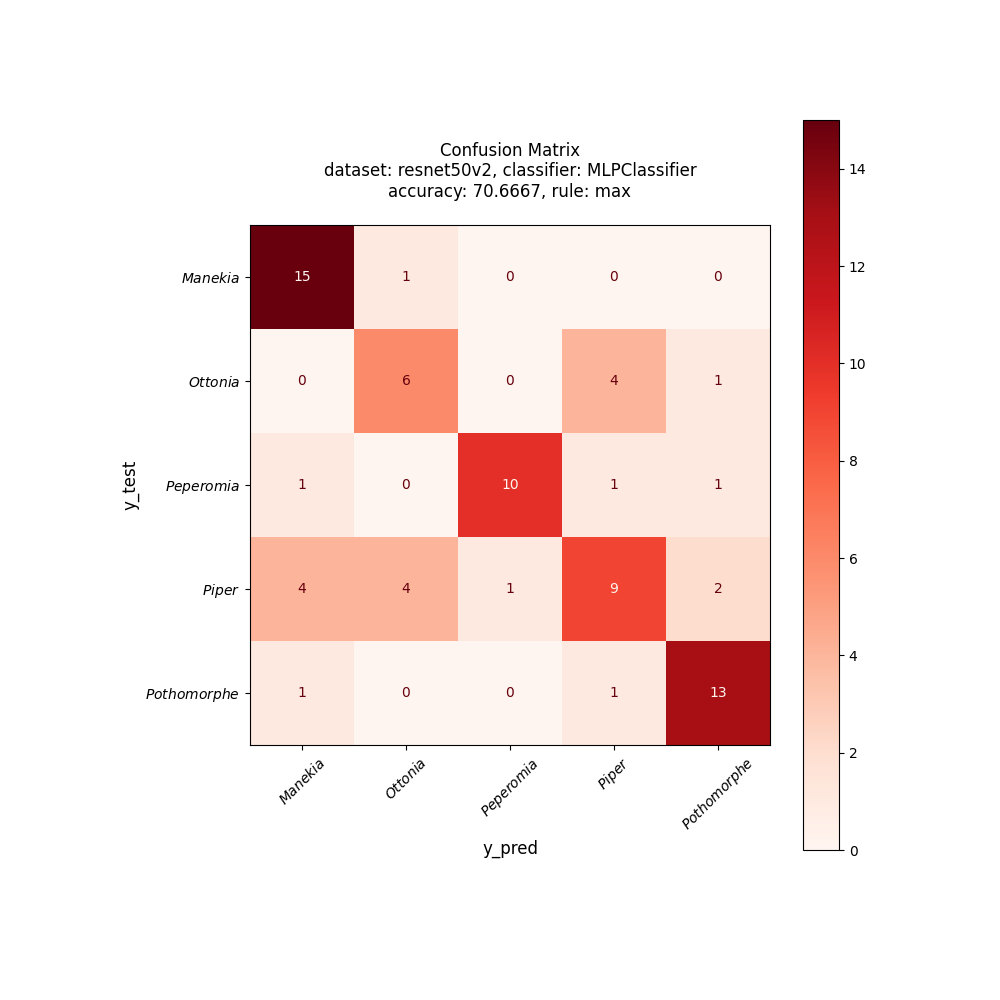 Confusion Matrix
dataset: resnet50v2, classifier: MLPClassifier
accuracy: 70.6667, rule: max
Manekia 15 1 0 0 0
Ottonia 0 6 0 4 1
Peperomia 1 0 10 1 1
Piper 4 4 1 9 2
Pothomorphe 1 0 0 1 13
y_test
Manekia Ottonia Peperomia Piper Pothomorphe
y_pred
14
12
10
8
6
4
2
0